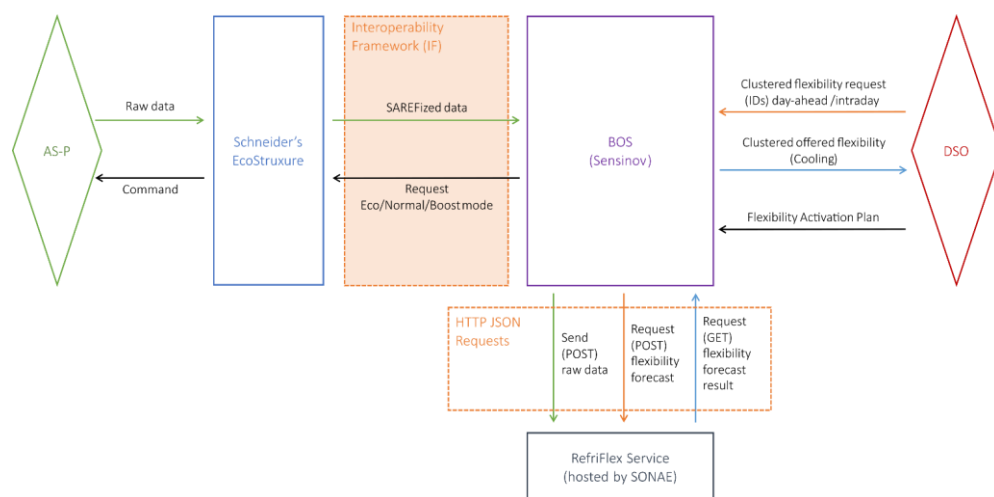 Interoperability
Framework (IF)
Raw data
AS-P
Command
Schneider's
EcoStruxure
SAREFized data
Request
Eco/Normal/Boost mode
BOS
(Sensinov)
Clustered flexibility request
(IDs) day-ahead /intraday
Clustered offered flexibility
(Cooling)
Flexibility Activation Plan
DSO
HTTP JSON
Requests
Send
(POST)
raw data
Request
(POST)
flexibility
forecast
Request
(GET)
flexibility
forecast
result
RefriFlex Service
(hosted by SONAE)